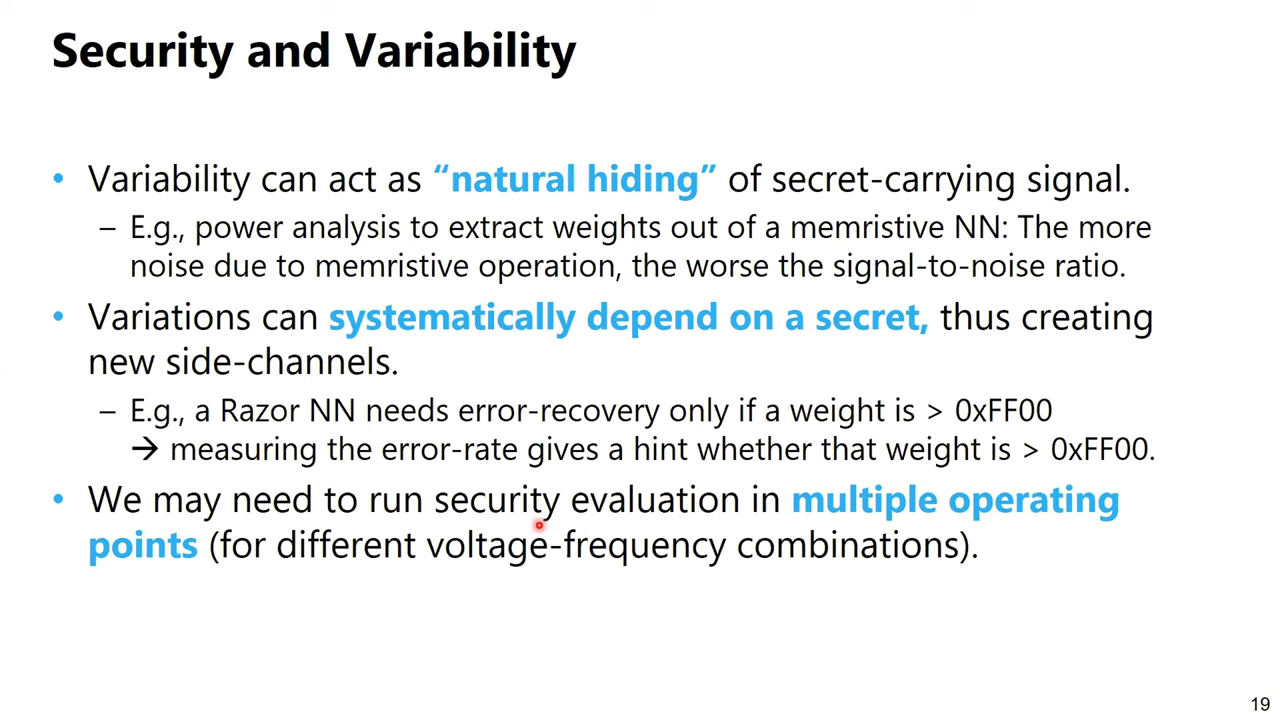 Security and Variability
• Variability can act as “natural hiding” of secret-carrying signal.
– E.g., power analysis to extract weights out of a memristive NN: The more
noise due to memristive operation, the worse the signal-to-noise ratio.
• Variations can systematically depend on a secret, thus creating
new side-channels.
– E.g., a Razor NN needs error-recovery only if a weight is > 0xFF00
→ measuring the error-rate gives a hint whether that weight is > 0xFF00.
• We may need to run security evaluation in multiple operating
points (for different voltage-frequency combinations).
19